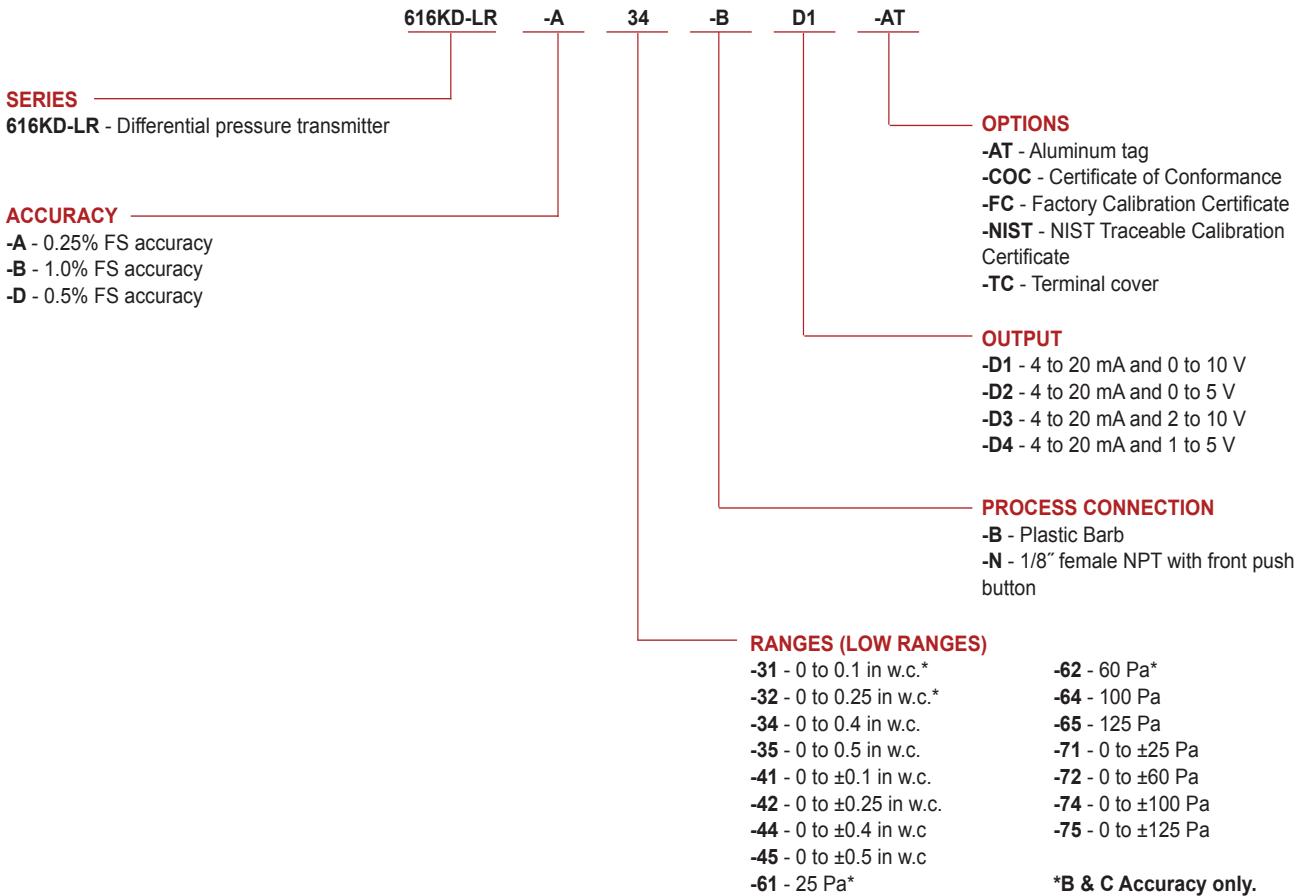 616KD-LR -A 34 -B D1 -AT
SERIES
616KD-LR - Differential pressure transmitter
ACCURACY
-A - 0.25% FS accuracy
-B - 1.0% FS accuracy
-D - 0.5% FS accuracy
OPTIONS
-AT - Aluminum tag
-COC - Certificate of Conformance
-FC - Factory Calibration Certificate
-NIST - NIST Traceable Calibration
Certificate
-TC - Terminal cover
OUTPUT
-D1 - 4 to 20 mA and 0 to 10 V
-D2 - 4 to 20 mA and 0 to 5 V
-D3 - 4 to 20 mA and 2 to 10 V
-D4 - 4 to 20 mA and 1 to 5 V
PROCESS CONNECTION
-B - Plastic Barb
-N - 1/8˝ female NPT with front push
button
RANGES (LOW RANGES)
-31 - 0 to 0.1 in w.c.*
-32 - 0 to 0.25 in w.c.*
-34 - 0 to 0.4 in w.c.
-35 - 0 to 0.5 in w.c.
-41 - 0 to ±0.1 in w.c.
-42 - 0 to ±0.25 in w.c.
-44 - 0 to ±0.4 in w.c
-45 - 0 to ±0.5 in w.c
-61 - 25 Pa*
-62 - 60 Pa*
-64 - 100 Pa
-65 - 125 Pa
-71 - 0 to ±25 Pa
-72 - 0 to ±60 Pa
-74 - 0 to ±100 Pa
-75 - 0 to ±125 Pa
*B & C Accuracy only.